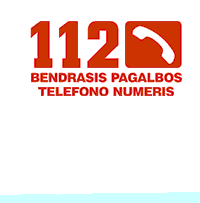 112
BENDRASIS PAGALBOS
TELEFONO NUMERIS